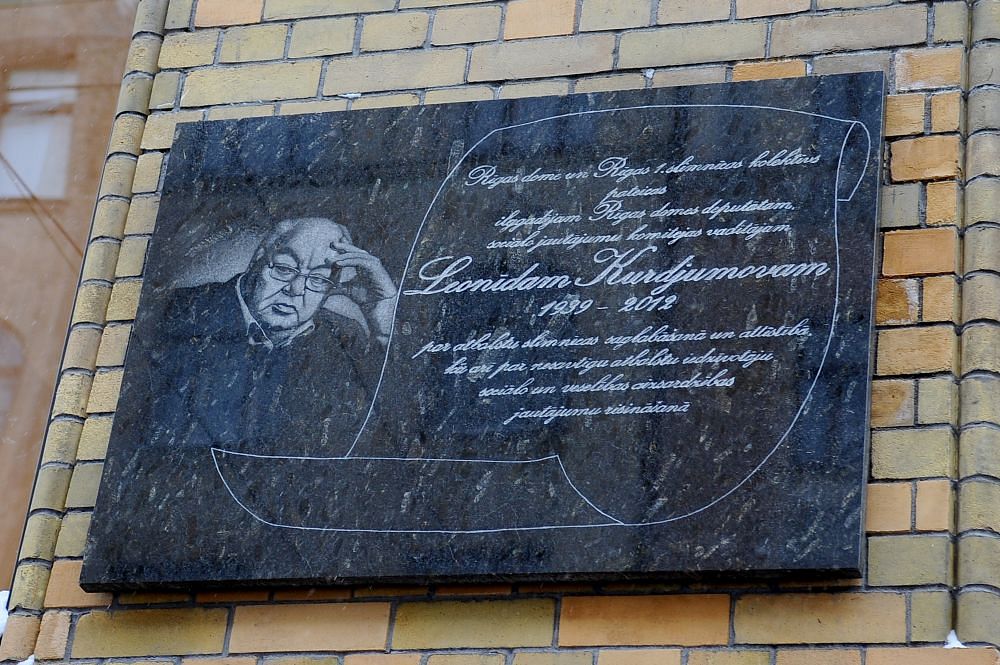 Rīgas dome un Rīgas 1. slimnīcas kolektīvs
pateicas
ilggadējam Rīgas domes deputātam,
sociālo jautājumu komitejas vadītājam
Leonīdam Kurdjumovam
1939 - 2012
par atbalstu slimnīcas saglabāšanā un attīstībā,
kā arī par nesavtīgu atbalstu iedzīvotāju
sociālo un veselības aizsardzības
jautājumu risināšanā